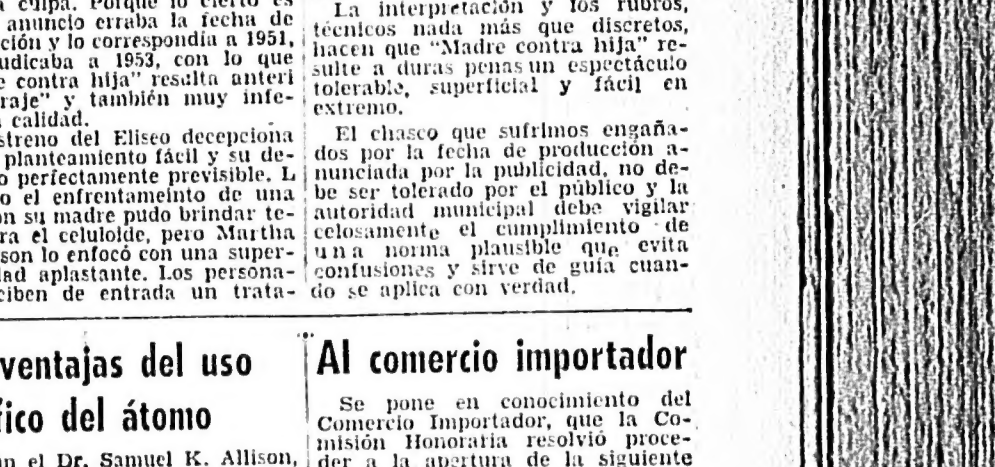 culpa. Porque lo cierto es
anuncio erraba la fecha de
ción y lo correspondía a 1951,
udicaba a 1953, con lo que
contra hija" resulta anteri
raje" y también muy infe-
calidad.
streno del Eliseo decepciona
planteamiento fácil y su de-
o perfectamente previsible. L
o el enfrentameinto de una
on su madre pudo brindar te-
ra el celuloide, pero Martha
son lo enfocó con una super-
dad aplastante. Los persona-
ciben de entrada un trata-
La interpretación y los rubros,
técnicos nada más que discretos,
hacen que "Madre contra hija" re-
sulte a duras penas un espectáculo
tolerable, superficial y fácil en
extremo.
El chasco que sufrimos engaña-
dos por la fecha de producción a-
nunciada por la publicidad, no de-
be ser tolerado por el público y la
autoridad municipal debe vigilar
celosamente el cumplimiento de
una norma plausible que evita
confusiones y sirve de guía cuan-
do se aplica con verdad.
ventajas del uso
fico del átomo
an el Dr. Samuel K. Allison,
Al comercio importador
Se pone en conocimiento del
Comercio Importador, que la Co-
misión Honoraria resolvió proce-
der a la apertura de la siguiente